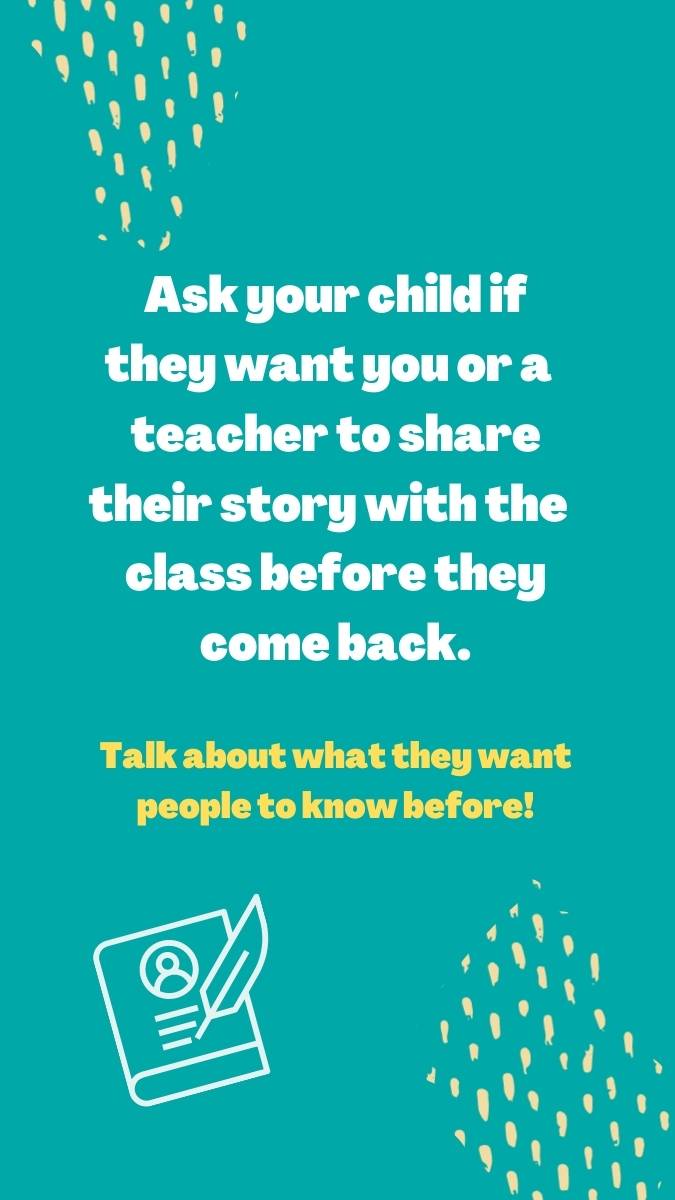 Ask your child if
they want you or a
teacher to share
their story with the
class before they
come back.
Talk about what they want
people to know before!